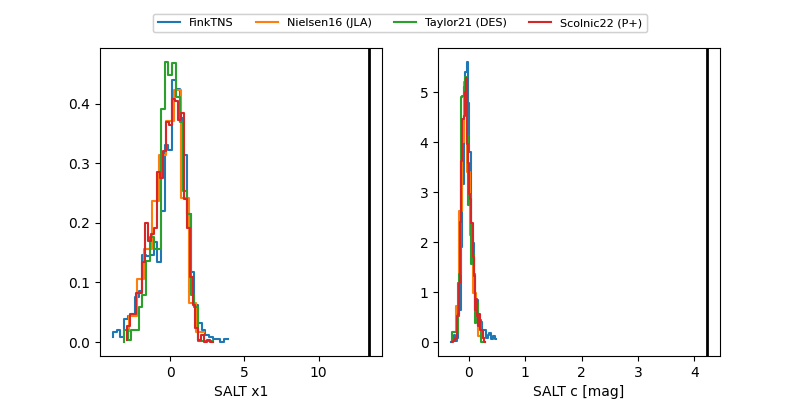 FinkTNS Nielsen16 (JLA) Taylor21 (DES) Scolnic22 (P+)
0.4
0.3
0.2
0.1
0.0
0 5 10
SALT x1
5
4
3
2
1
0
0 1 2 3 4
SALT c [mag]